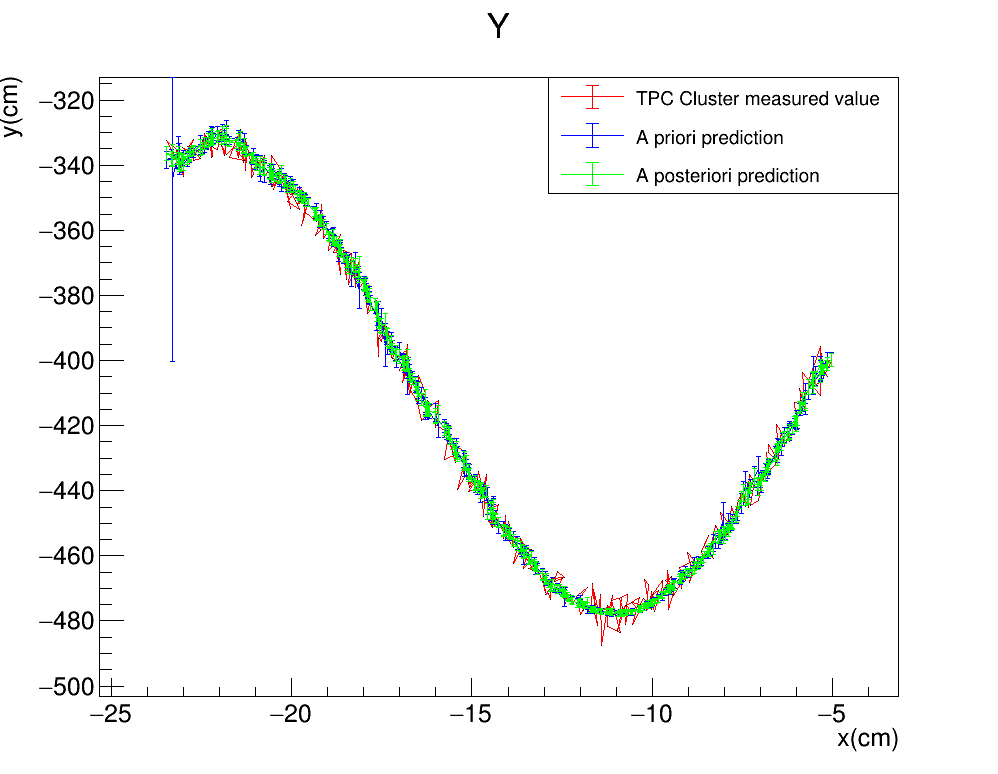 Y
y(cm)
TPC Cluster measured value
A priori prediction
A posteriori prediction
−320
−340
−360
−380
−400
−420
−440
−460
−480
−500
−25
−20
−15
−10
−5
x(cm)